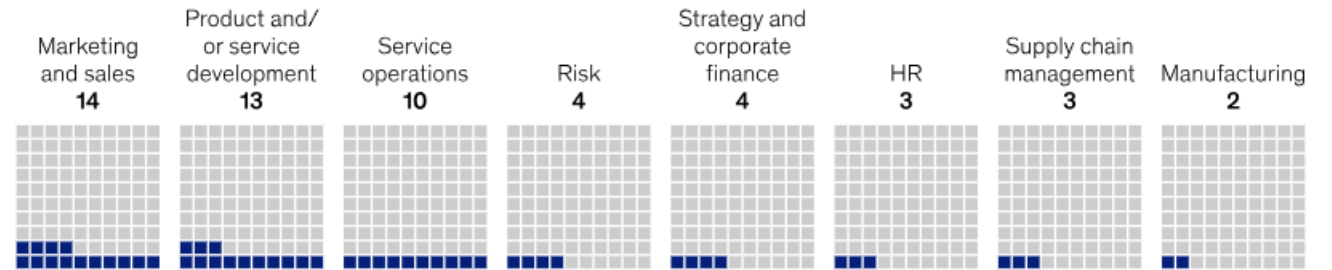 Marketing
and sales
14
Product and/
or service
development
13
Service
operations
10
Risk
4
Strategy and
corporate
finance
4
HR
3
Supply chain
management
3
Manufacturing
2